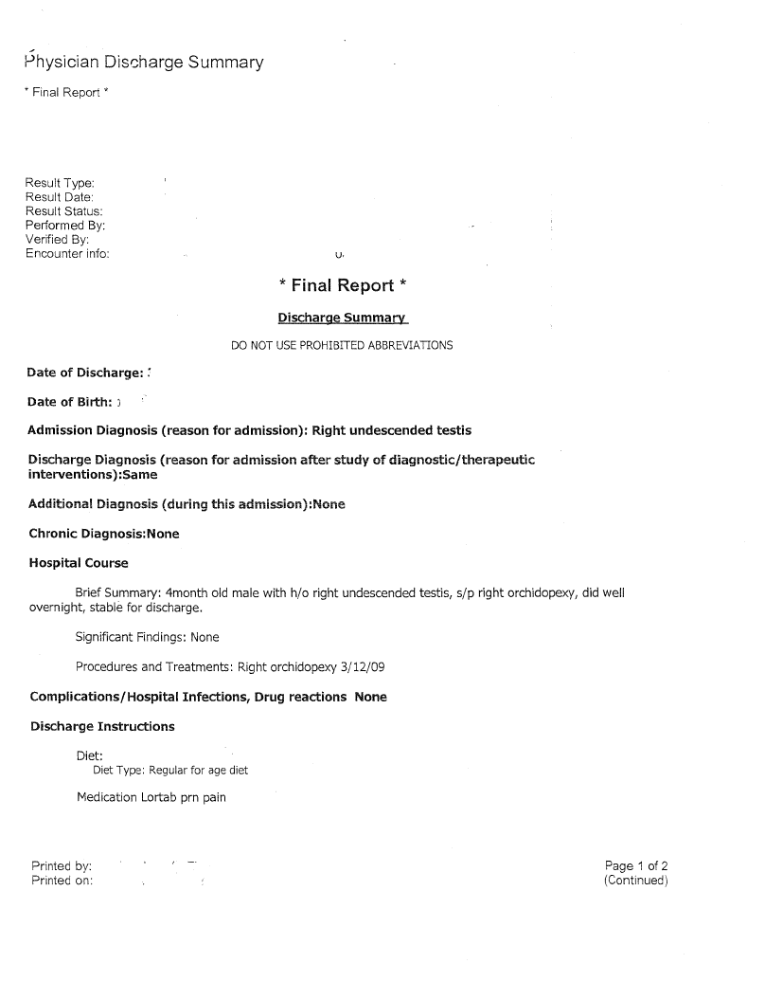 Physician Discharge Summary
* Final Report *
Result Type:
Result Date:
Result Status:
Performed By:
Verified By:
Encounter info:
* Final Report *
Discharge Summary
DO NOT USE PROHIBITED ABBREVIATIONS
Date of Discharge:
Date of Birth:
Admission Diagnosis (reason for admission): Right undescended testis
Discharge Diagnosis (reason for admission after study of diagnostic/therapeutic
interventions):Same
Additional Diagnosis (during this admission):None
Chronic Diagnosis:None
Hospital Course
Brief Summary: 4month old male with h/o right undescended testis, s/p right orchidopexy, did well
overnight, stable for discharge.
Significant Findings: None
Procedures and Treatments: Right orchidopexy 3/12/09
Complications/Hospital Infections, Drug reactions None
Discharge Instructions
Diet:
Diet Type: Regular for age diet
Medication Lortab prn pain
Printed by:
Page 1 of 2
Printed on:
(Continued)